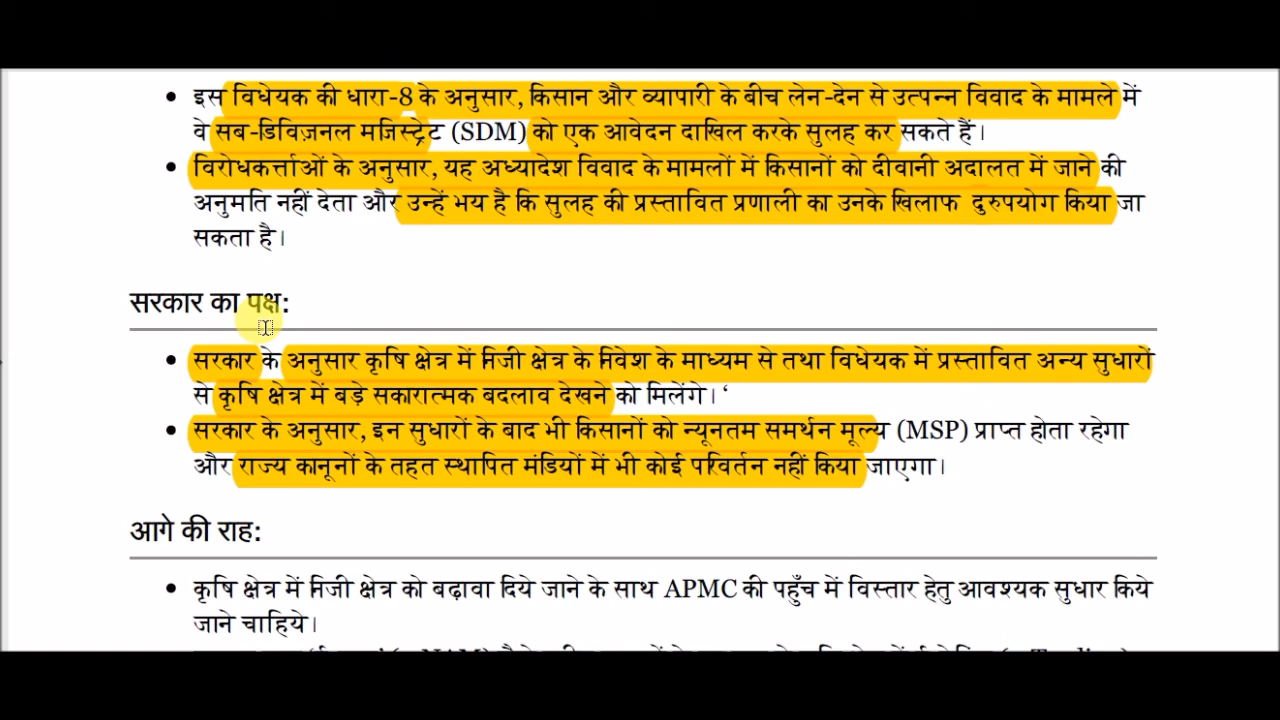 इस विधेयक की धारा-8 के अनुसार, किसान और व्यापारी के बीच लेन-देन से उत्पन्न विवाद के मामले में
वे सब-डिविज़नल मजिस्ट्रेट (SDM) को एक आवेदन दाखिल करके सुलह कर सकते हैं।
विरोधकर्त्ताओं के अनुसार, यह अध्यादेश विवाद के मामलों में किसानों को दीवानी अदालत में जाने की
अनुमति नहीं देता और उन्हें भय है कि सुलह की प्रस्तावित प्रणाली का उनके खिलाफ दुरुपयोग किया जा
सकता है।
सरकार का पक्ष:
सरकार के अनुसार कृषि क्षेत्र में निजी क्षेत्र के निवेश के माध्यम से तथा विधेयक में प्रस्तावित अन्य सुधारों
से कृषि क्षेत्र में बड़े सकारात्मक बदलाव देखने को मिलेंगे। ‘
सरकार के अनुसार, इन सुधारों के बाद भी किसानों को न्यूनतम समर्थन मूल्य (MSP) प्राप्त होता रहेगा
और राज्य कानूनों के तहत स्थापित मंडियों में भी कोई परिवर्तन नहीं किया जाएगा।
आगे की राह:
कृषि क्षेत्र में निजी क्षेत्र को बढ़ावा दिये जाने के साथ APMC की पहुँच में विस्तार हेतु आवश्यक सुधार किये
जाने चाहिये।